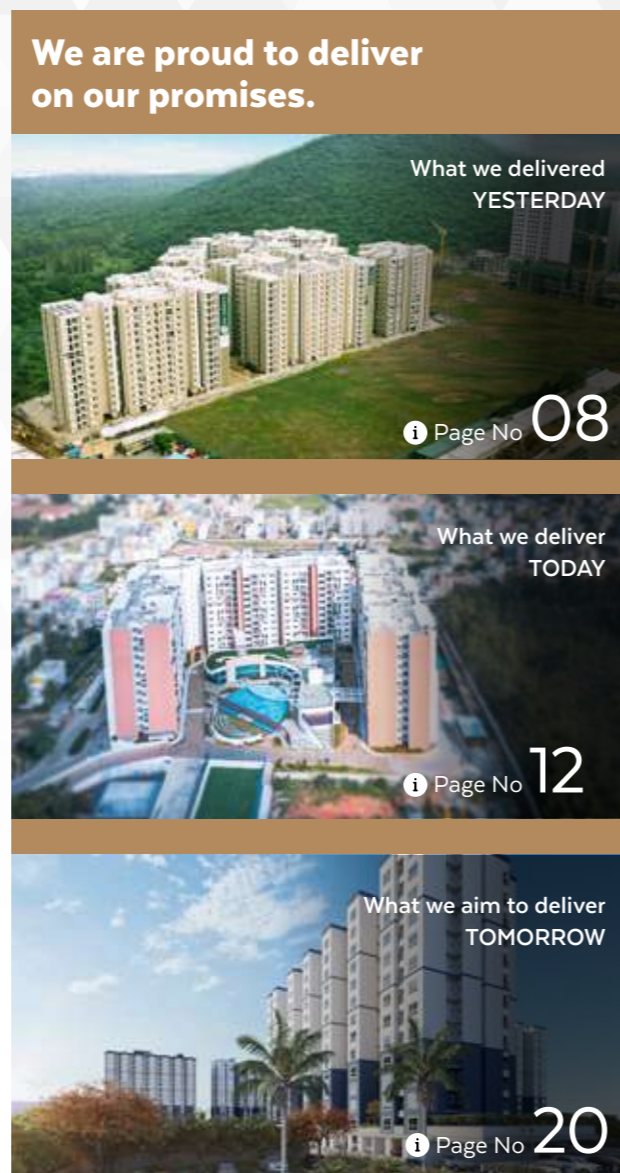 We are proud to deliver
on our promises.
What we delivered
YESTERDAY
i Page No 08
What we deliver
TODAY
i Page No 12
What we aim to deliver
TOMORROW
i Page No 20